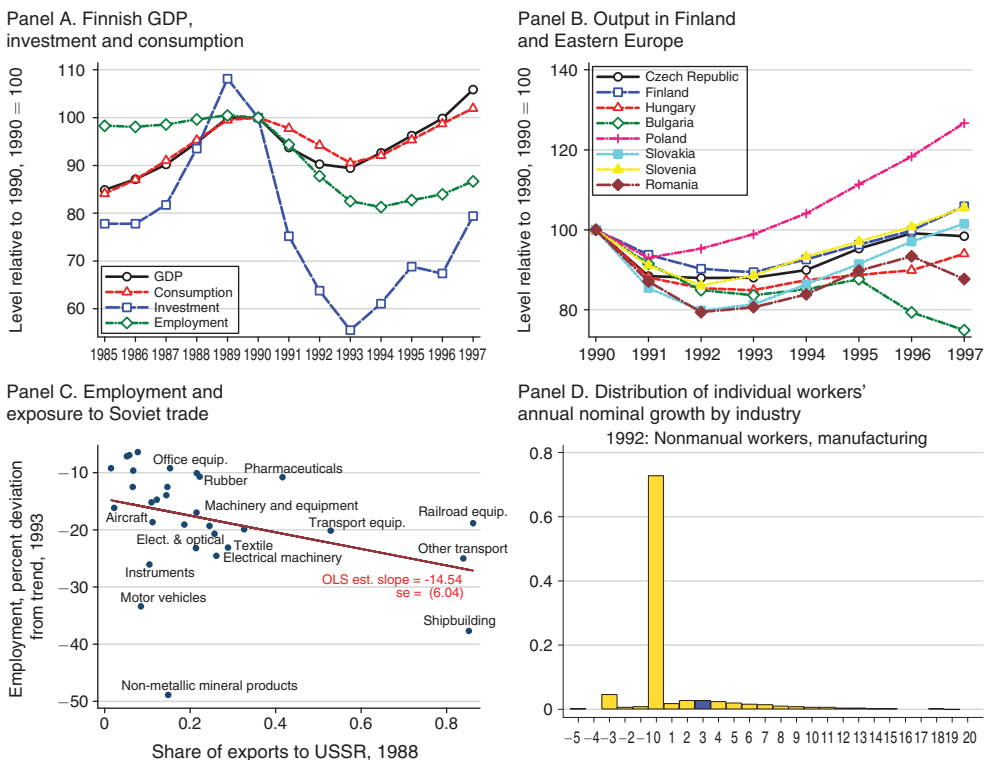 Panel A. Finnish GDP,
investment and consumption
Level relative to 1990, 1990 = 100
110
100
90
80
70
60
GDP
Consumption
Investment
Employment
1985 1986 1987 1988 1989 1990 1991 1992 1993 1994 1995 1996 1997
Panel B. Output in Finland
and Eastern Europe
Level relative to 1990, 1990 = 100
140
120
100
80
Czech Republic
Finland
Hungary
Bulgaria
Poland
Slovakia
Slovenia
Romania
1990 1991 1992 1993 1994 1995 1996 1997
Panel C. Employment and
exposure to Soviet trade
Employment, percent deviation
from trend, 1993
−10
−20
−30
−40
−50
Office equip.
Pharmaceuticals
Rubber
Machinery and equipment
Aircraft
Transport equip.
Railroad equip.
Elect. & optical
Textile
Electrical machinery
Other transport
Instruments
OLS est. slope = -14.54
se = (6.04)
Motor vehicles
Shipbuilding
Non-metallic mineral products
0 0.2 0.4 0.6 0.8
Share of exports to USSR, 1988
Panel D. Distribution of individual workers’
annual nominal growth by industry
1992: Nonmanual workers, manufacturing
0.8
0.6
0.4
0.2
0
−5 −4 −3 −2 −1 0 1 2 3 4 5 6 7 8 9 10 11 12 13 14 15 16 17 18 19 20